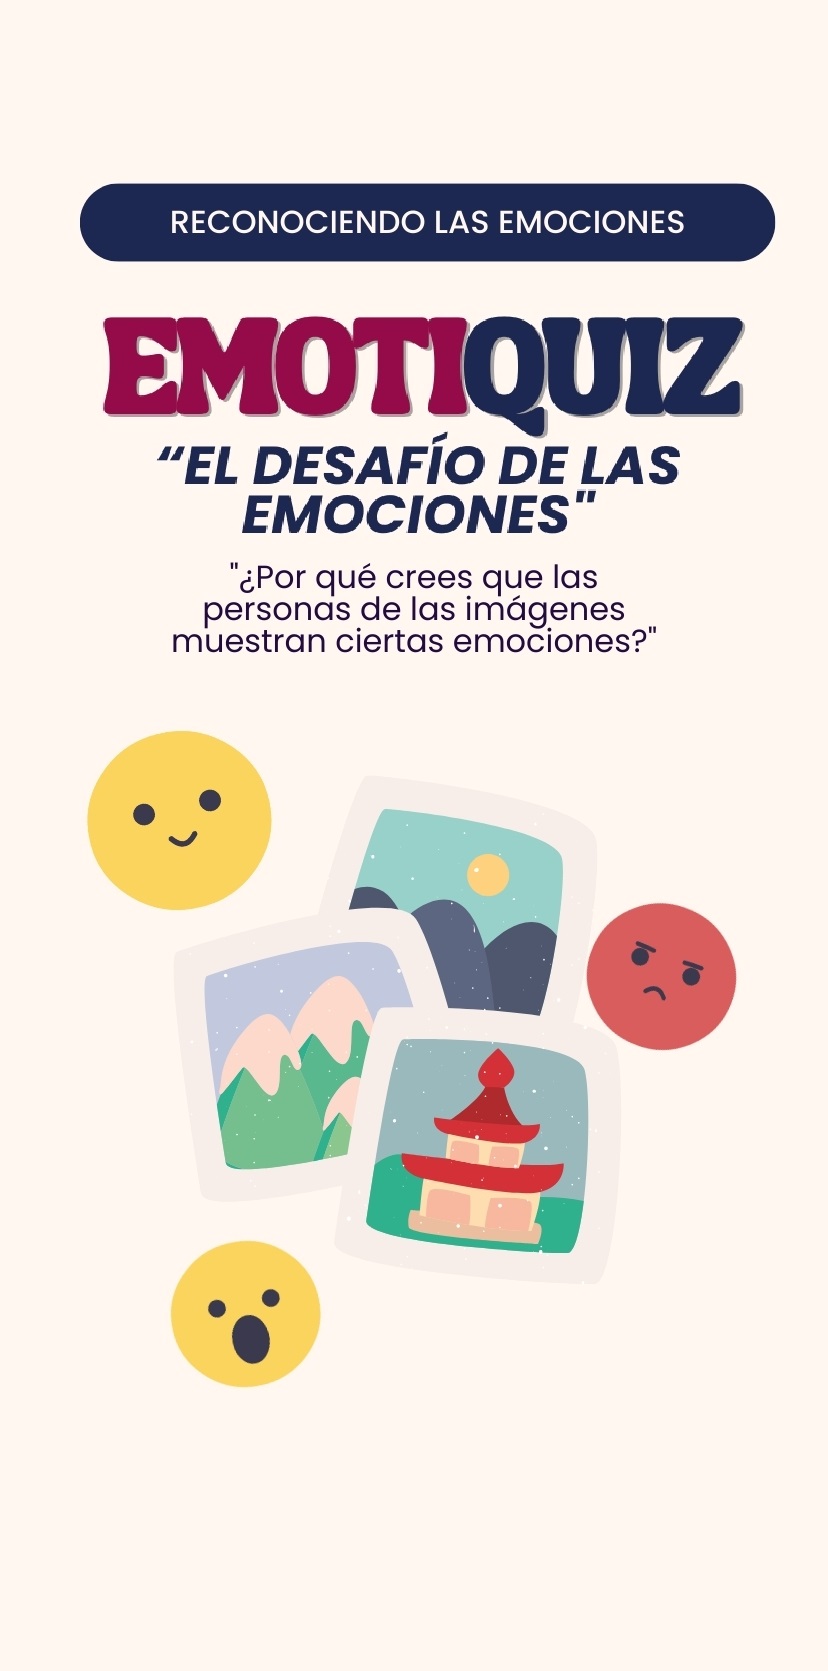 RECONOCIENDO LAS EMOCIONES
EMOTIQUIZ
“EL DESAFÍO DE LAS
EMOCIONES"
"¿Por qué crees que las
personas de las imágenes
muestran ciertas emociones?"